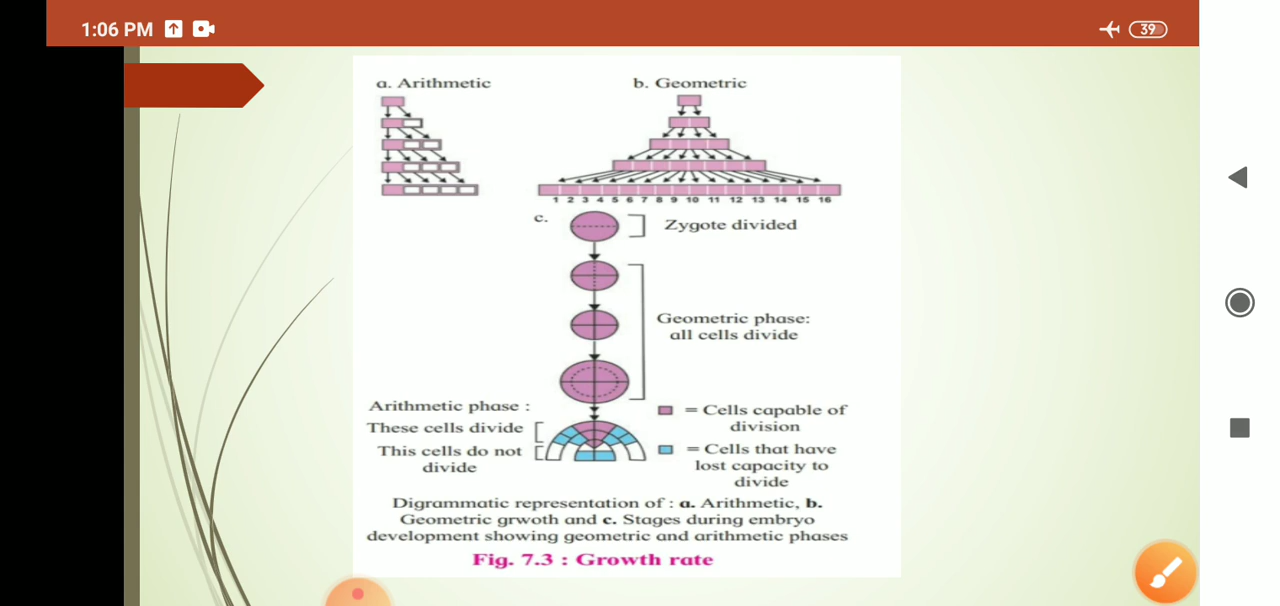 1:06 PM
39
a. Arithmetic
b. Geometric
1 2 3 4 5 6 7 8 9 10 11 12 13 14 15 16
c.
Zygote divided
Geometric phase:
all cells divide
Arithmetic phase :
These cells divide
This cells do not
divide
= Cells capable of
division
= Cells that have
lost capacity to
divide
Digrammatic representation of : a. Arithmetic, b.
Geometric grwoth and c. Stages during embryo
development showing geometric and arithmetic phases
Fig. 7.3 : Growth rate